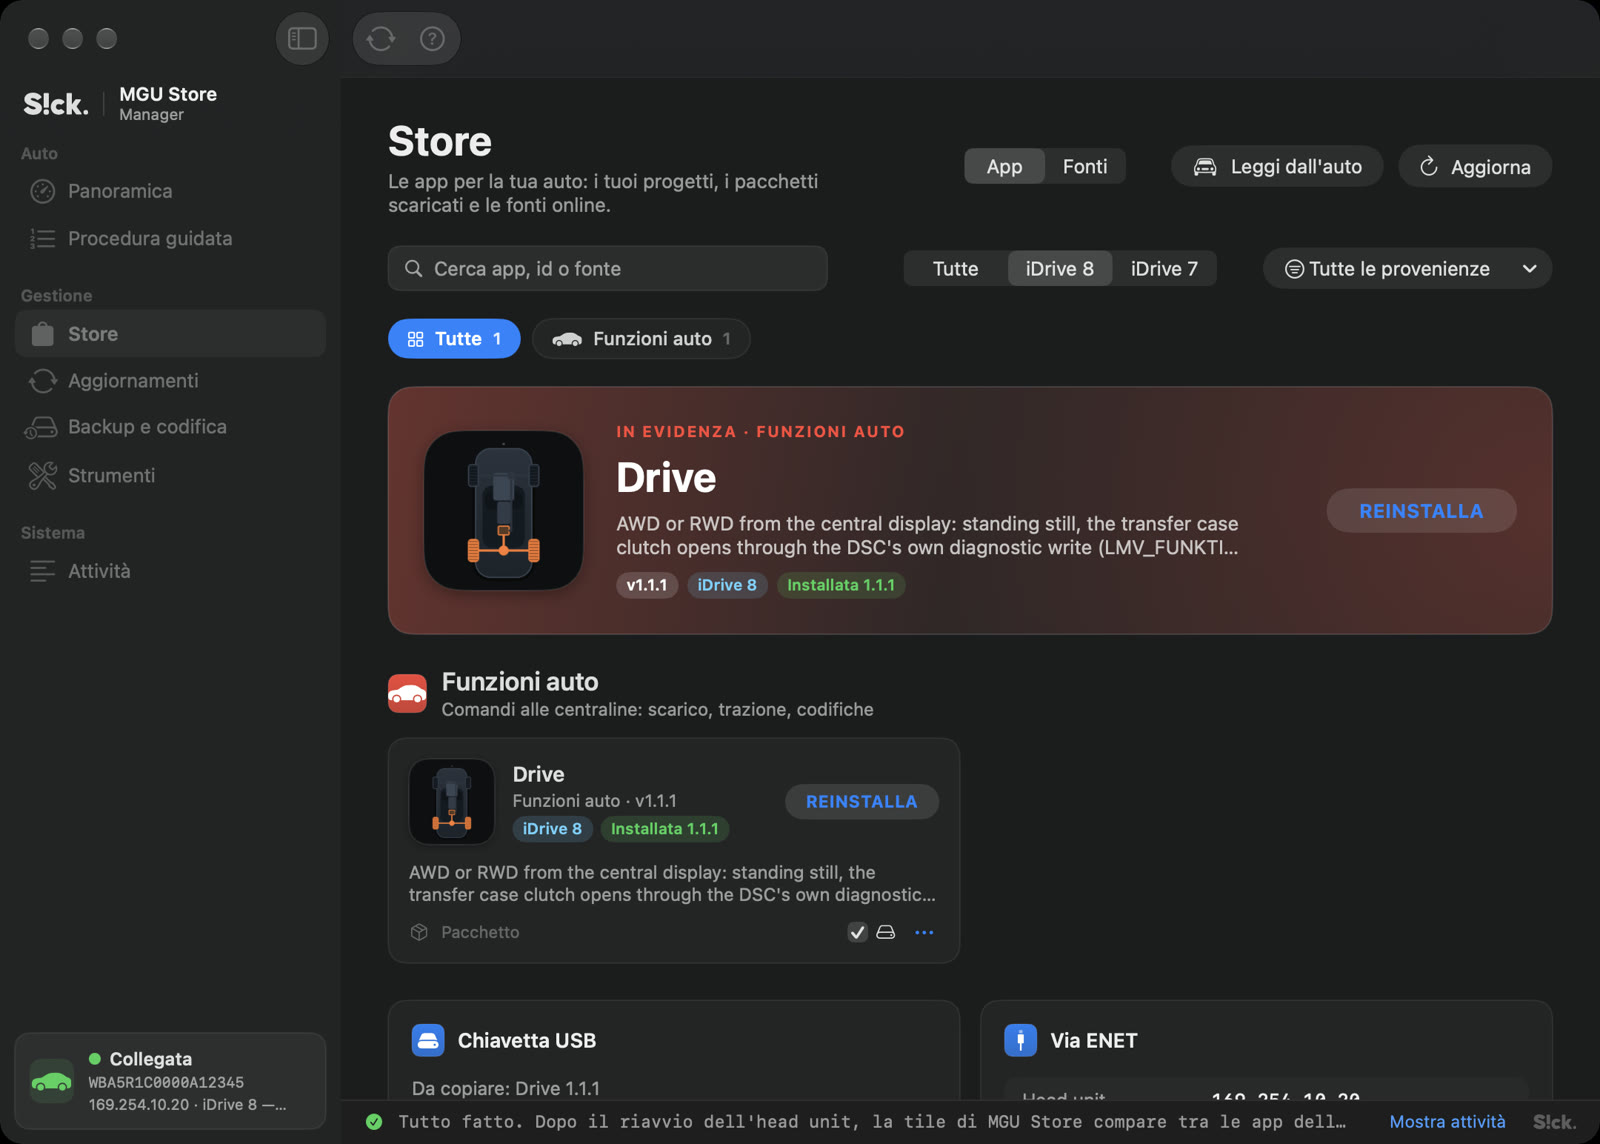 S!ck.
MGU Store
Manager
Auto
Panoramica
Procedura guidata
Gestione
Store
Aggiornamenti
Backup e codifica
Strumenti
Sistema
Attività
Collegata
WBA5R1C0000A12345
169.254.10.20 · iDrive 8 —...
Store
Le app per la tua auto: i tuoi progetti, i pacchetti
scaricati e le fonti online.
App Fonti
Leggi dall'auto
Aggiorna
Cerca app, id o fonte
Tutte iDrive 8 iDrive 7
Tutte le provenienze
Tutte 1
Funzioni auto 1
IN EVIDENZA · FUNZIONI AUTO
Drive
AWD or RWD from the central display: standing still, the transfer case
clutch opens through the DSC's own diagnostic write (LMV_FUNKTI...
v1.1.1 iDrive 8 Installata 1.1.1
REINSTALLA
Funzioni auto
Comandi alle centraline: scarico, trazione, codifiche
Drive
Funzioni auto · v1.1.1
iDrive 8 Installata 1.1.1
REINSTALLA
AWD or RWD from the central display: standing still, the
transfer case clutch opens through the DSC's own diagnostic...
Pacchetto
Chiavetta USB
Da copiare: Drive 1.1.1
Via ENET
Head unit 169.254.10.20
Tutto fatto. Dopo il riavvio dell'head unit, la tile di MGU Store compare tra le app dell…
Mostra attività
S!ck.